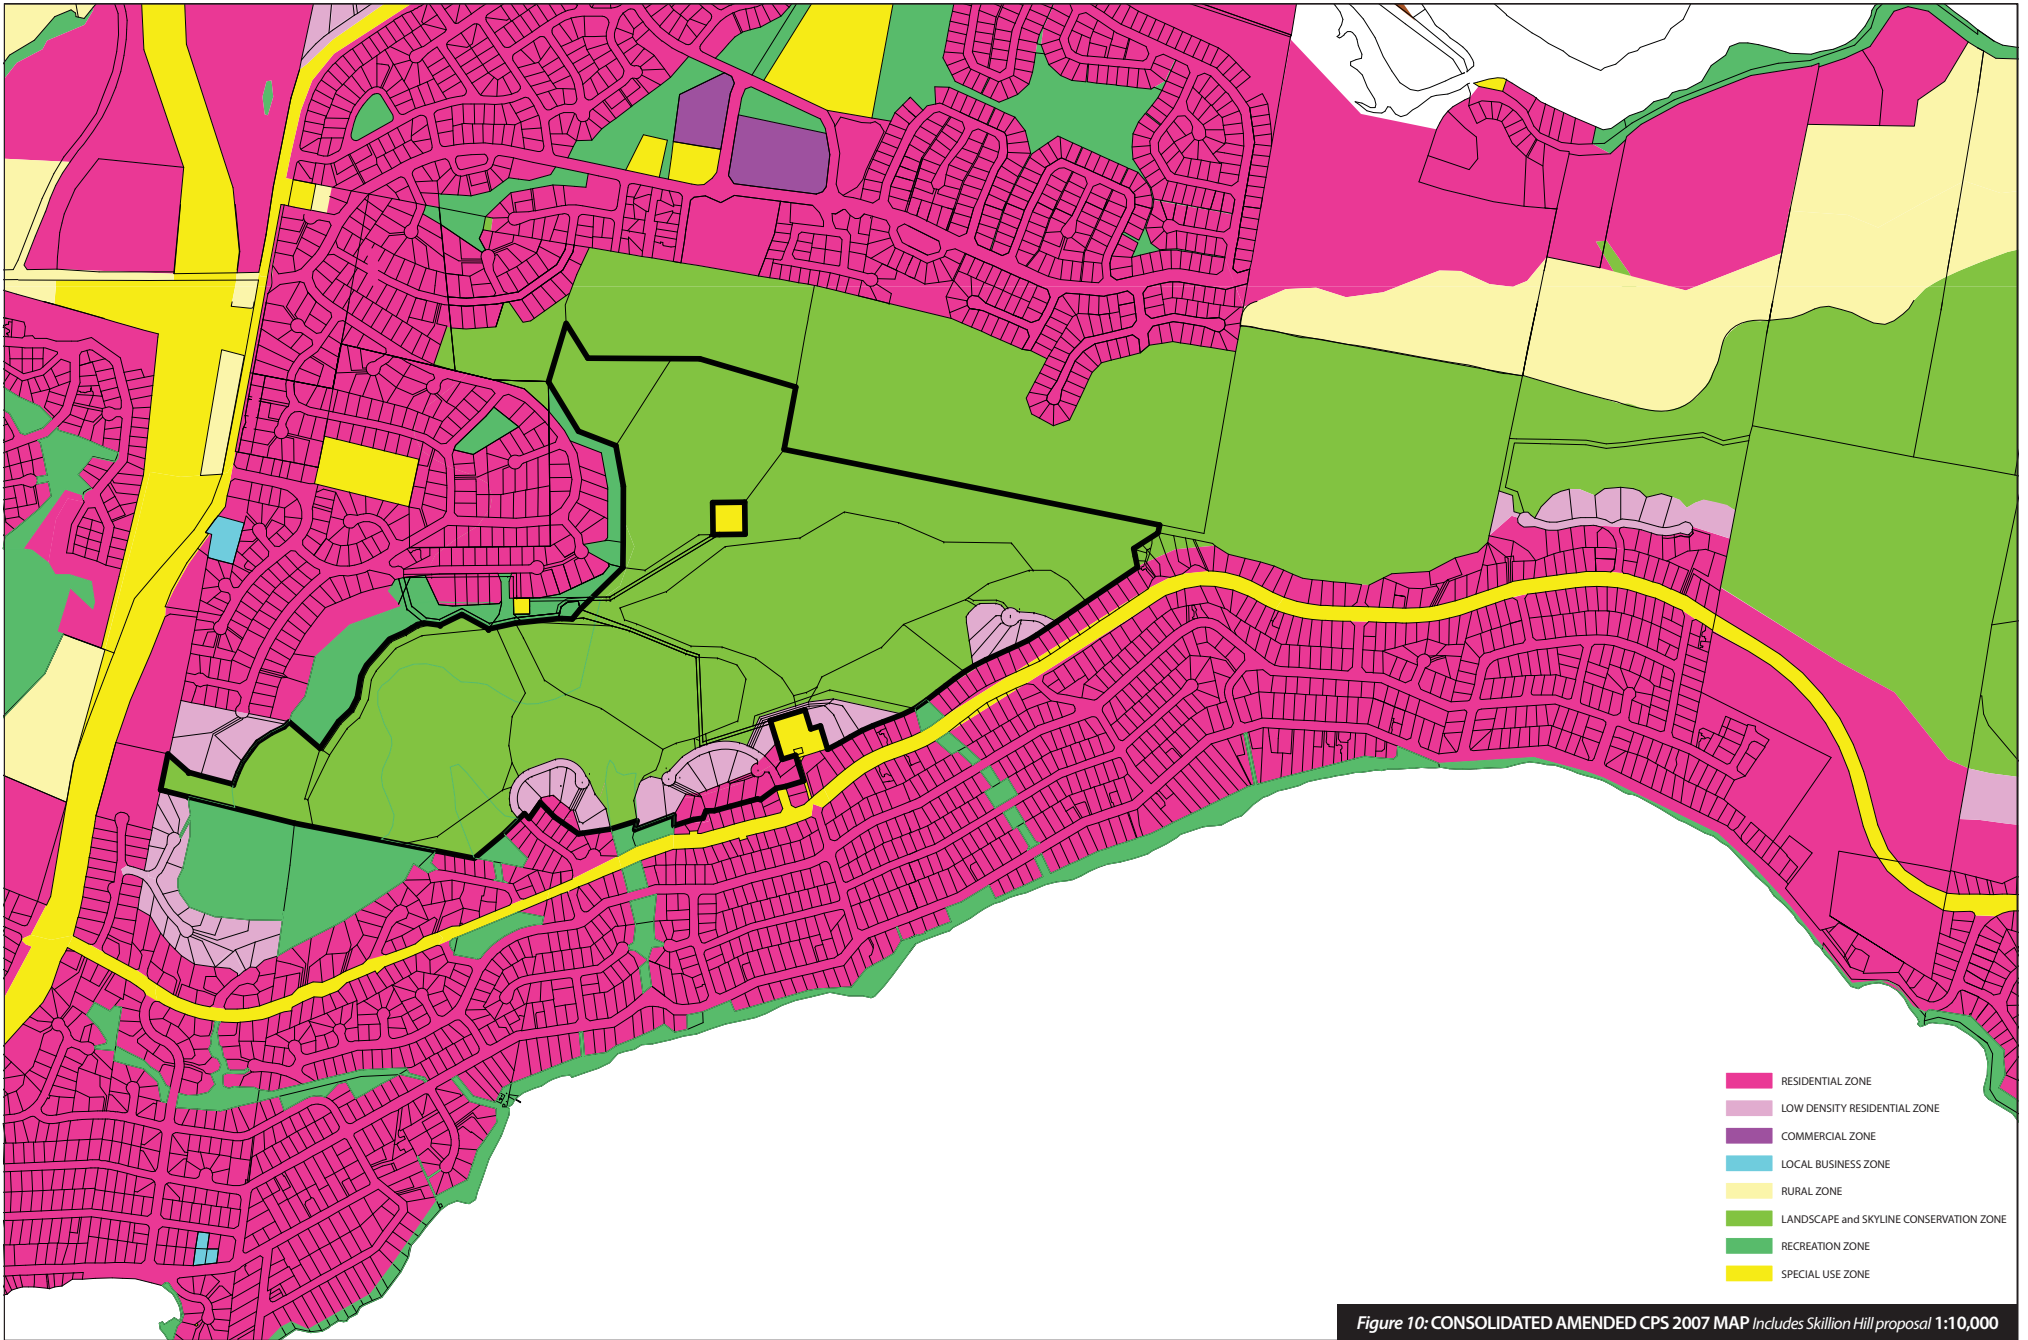 RESIDENTIAL ZONE
LOW DENSITY RESIDENTIAL ZONE
COMMERCIAL ZONE
LOCAL BUSINESS ZONE
RURAL ZONE
LANDSCAPE and SKYLINE CONSERVATION ZONE
RECREATION ZONE
SPECIAL USE ZONE
Figure 10: CONSOLIDATED AMENDED CPS 2007 MAP Includes Skillion Hill proposal 1:10,000